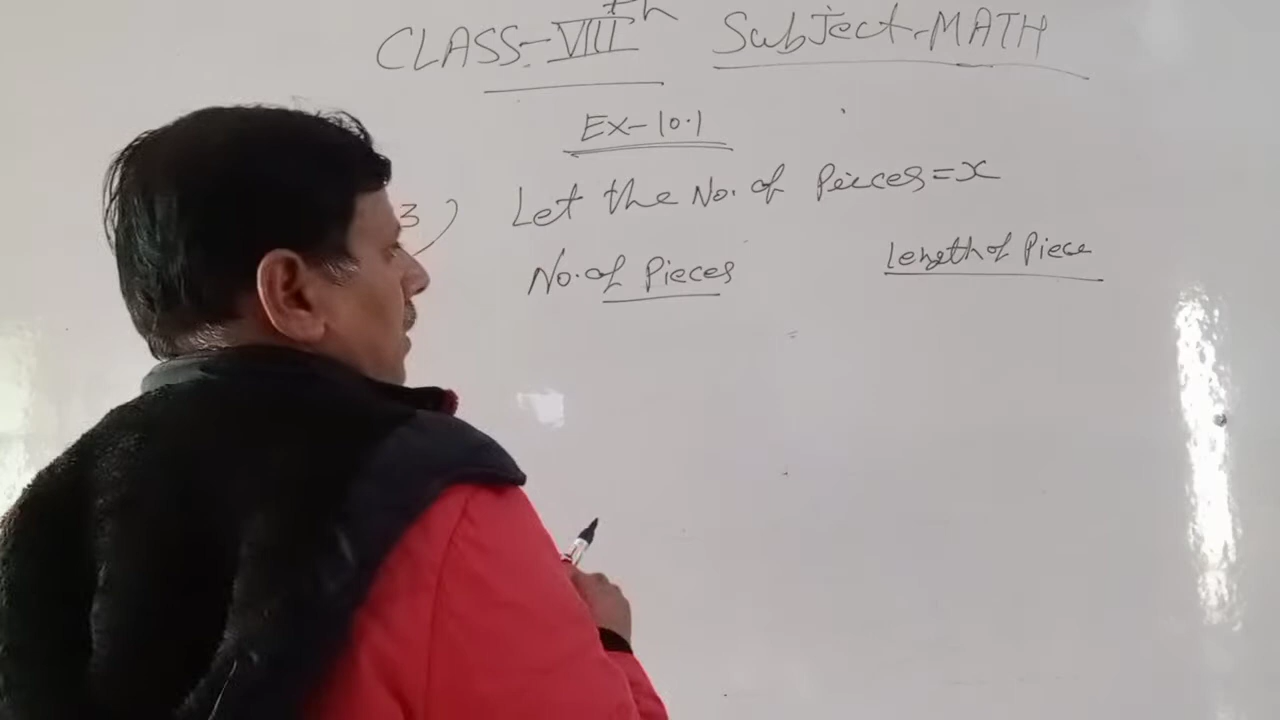 CLASS-VIIIth Subject-MATH
Ex-10.1
3) Let the No. of Pieces=x
No. of Pieces length of Piece